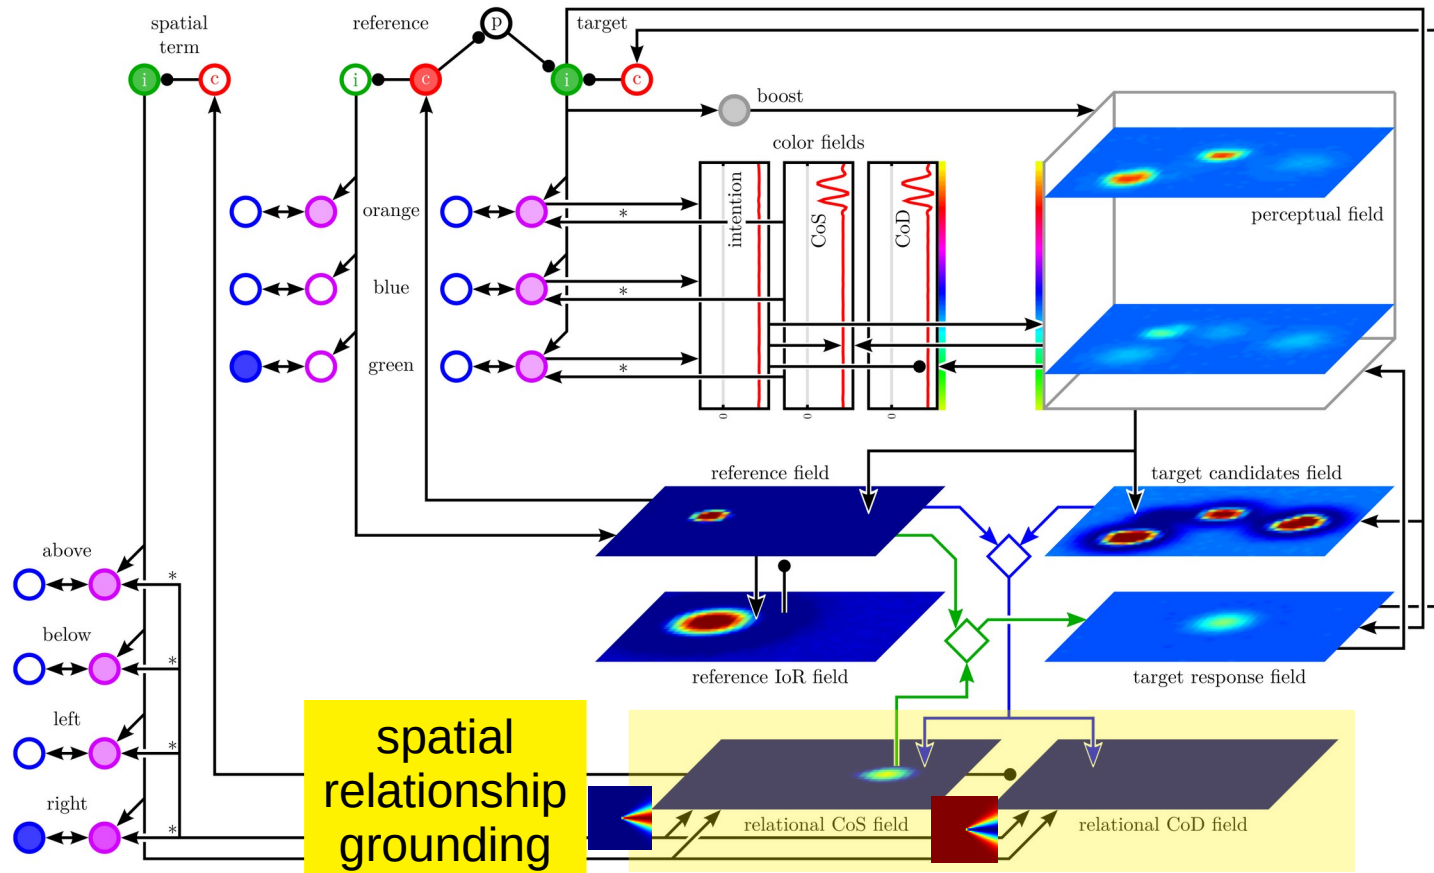 spatial
term
reference
p
target
i
c
i
c
i
c
boost
color fields
intention
CoS
CoD
perceptual field
orange
*
blue
*
green
*
0
0
0
reference field
target candidates field
above
*
below
*
reference IoR field
target response field
left
*
spatial
relationship
grounding
right
*
relational CoS field
relational CoD field